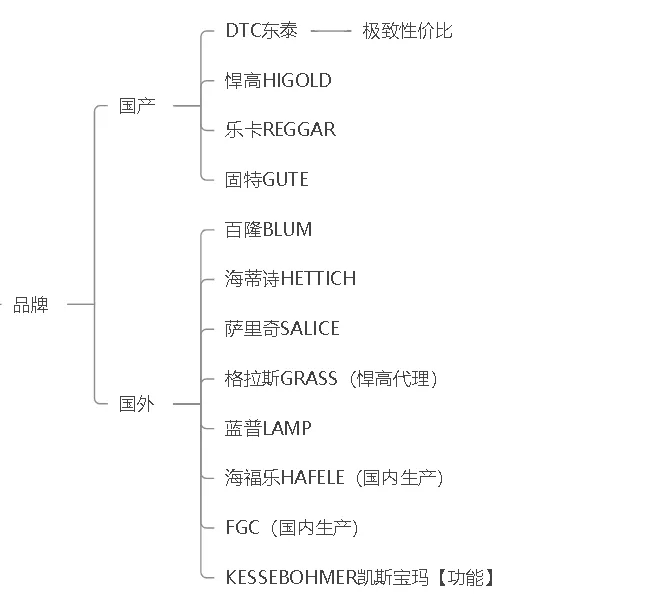 DTC东泰
极致性价比
悍高HIGOLD
国产
乐卡REGGAR
固特GUTE
百隆BLUM
海蒂诗HETTICH
品牌
萨里奇SALICE
格拉斯GRASS（悍高代理）
国外
蓝普LAMP
海福乐HAFELE（国内生产）
FGC（国内生产）
KESSEBOHMER凯斯宝玛【功能】